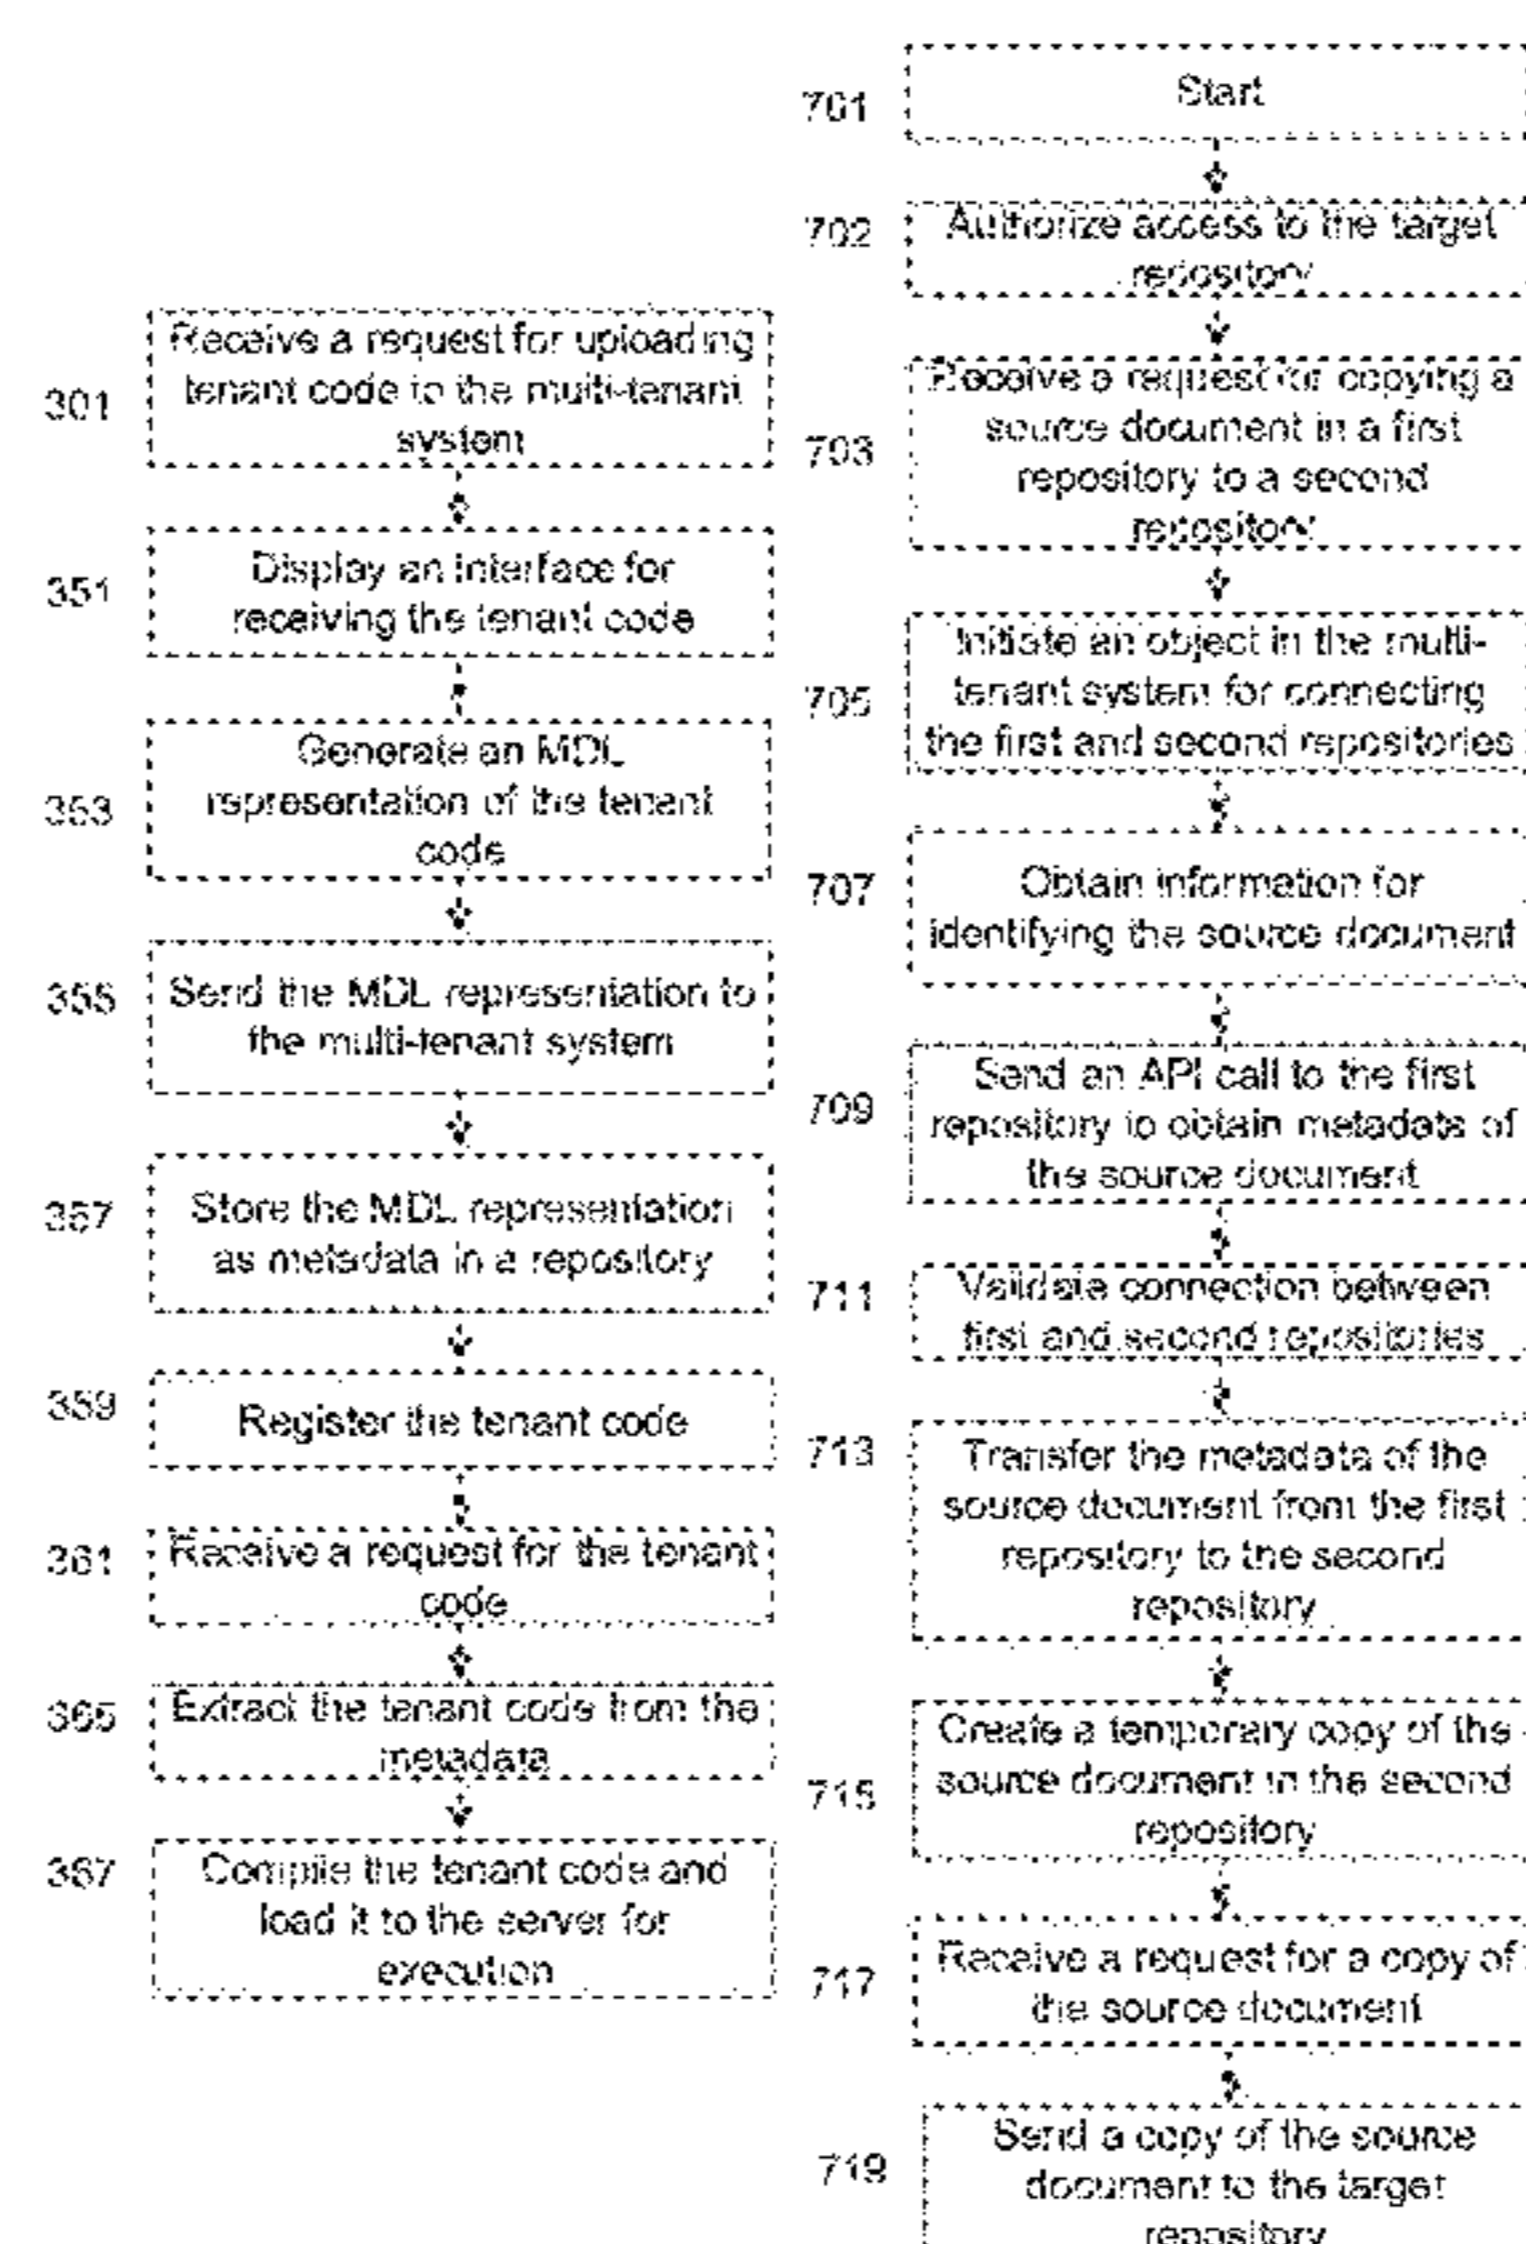 301
Receive a request for uploading
tenant code to the multi-tenant
system
351
Display an interface for
receiving the tenant code
353
Generate an MDL
representation of the tenant
code
355
Send the MDL representation to
the multi-tenant system
357
Store the MDL representation
as metadata in a repository
359
Register the tenant code
361
Receive a request for the tenant
code
365
Extract the tenant code from the
metadata
367
Compile the tenant code and
load it to the server for
execution
701
Start
702
Authorize access to the target
repository
703
Receive a request for copying a
source document in a first
repository to a second
repository
705
Initiate an object in the multi-
tenant system for connecting
the first and second repositories
707
Obtain information for
identifying the source document
709
Send an API call to the first
repository to obtain metadata of
the source document
711
Validate connection between
first and second repositories
713
Transfer the metadata of the
source document from the first
repository to the second
repository
715
Create a temporary copy of the
source document in the second
repository
717
Receive a request for a copy of
the source document
719
Send a copy of the source
document to the target
repository